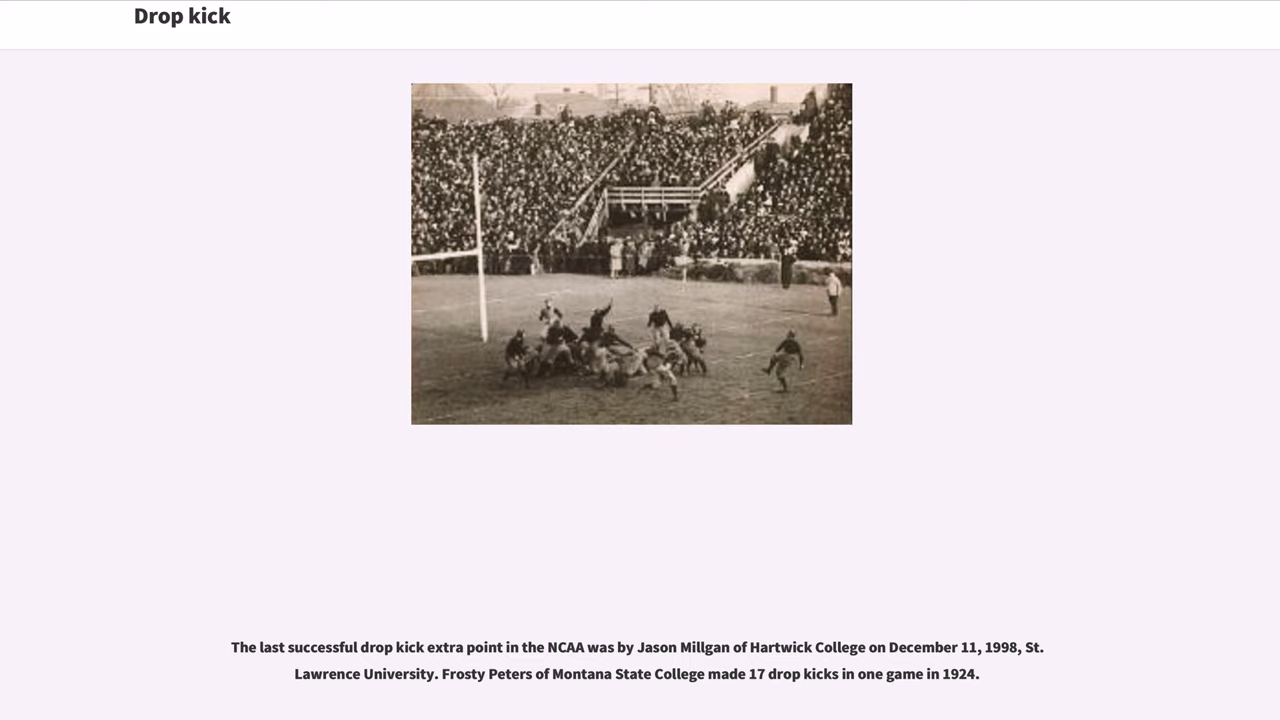 Drop kick
The last successful drop kick extra point in the NCAA was by Jason Millgan of Hartwick College on December 11, 1998, St.
Lawrence University. Frosty Peters of Montana State College made 17 drop kicks in one game in 1924.